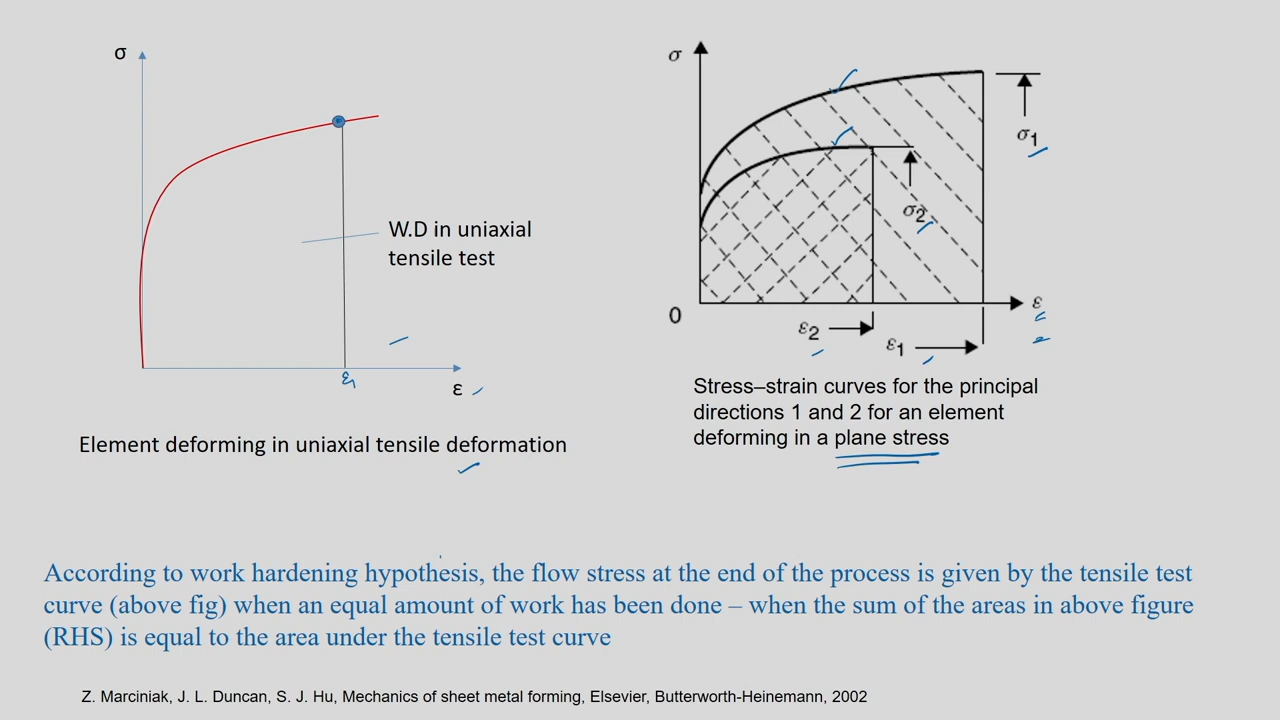 σ
W.D in uniaxial
tensile test
ε₁
ε
Element deforming in uniaxial tensile deformation
σ
σ₁
σ₂
0
ε
ε₂
ε₁
Stress–strain curves for the principal
directions 1 and 2 for an element
deforming in a plane stress
According to work hardening hypothesis, the flow stress at the end of the process is given by the tensile test
curve (above fig) when an equal amount of work has been done – when the sum of the areas in above figure
(RHS) is equal to the area under the tensile test curve
Z. Marciniak, J. L. Duncan, S. J. Hu, Mechanics of sheet metal forming, Elsevier, Butterworth-Heinemann, 2002